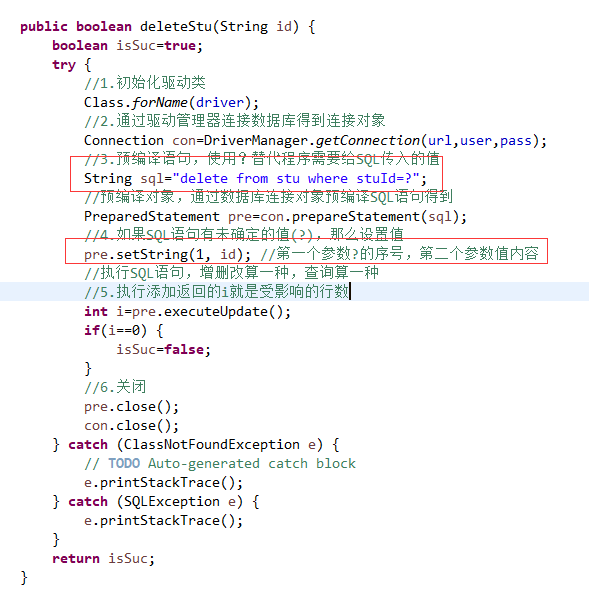 public boolean deleteStu(String id) {
boolean isSuc=true;
try {
//1.初始化驱动类
Class.forName(driver);
//2.通过驱动管理器连接数据库得到连接对象
Connection con=DriverManager.getConnection(url,user,pass);
//3.预编译语句，使用？替代程序需要给SQL传入的值
String sql="delete from stu where stuId=?";
//预编译对象，通过数据库连接对象预编译SQL语句得到
PreparedStatement pre=con.prepareStatement(sql);
//4.如果SQL语句有未确定的值(?)，那么设置值
pre.setString(1, id); //第一个参数?的序号，第二个参数值内容
//执行SQL语句，增删改算一种，查询算一种
//5.执行添加返回的i就是受影响的行数
int i=pre.executeUpdate();
if(i==0) {
isSuc=false;
}
//6.关闭
pre.close();
con.close();
} catch (ClassNotFoundException e) {
// TODO Auto-generated catch block
e.printStackTrace();
} catch (SQLException e) {
e.printStackTrace();
}
return isSuc;
}